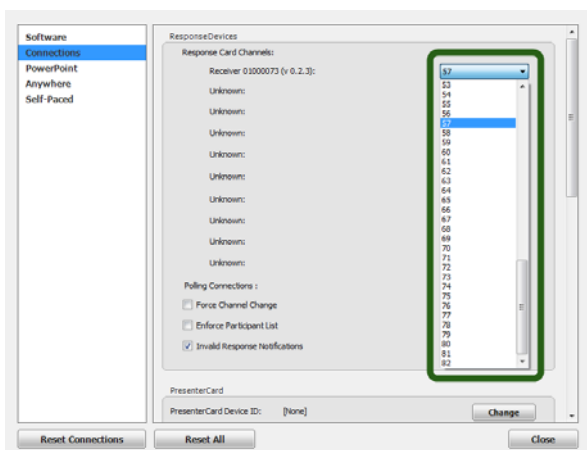 Software
Connections
PowerPoint
Anywhere
Self-Paced
ResponseDevices
Response Card Channels:
Receiver 01000073 (v 0.2.3):
57
Unknown:
Unknown:
Unknown:
Unknown:
Unknown:
Unknown:
Unknown:
Unknown:
Unknown:
53
54
55
56
57
58
59
60
61
62
63
64
65
66
67
68
69
70
71
72
73
74
75
76
77
78
79
80
81
82
Polling Connections :
Force Channel Change
Enforce Participant List
Invalid Response Notifications
PresenterCard
PresenterCard Device ID: [None]
Change
Reset Connections
Reset All
Close